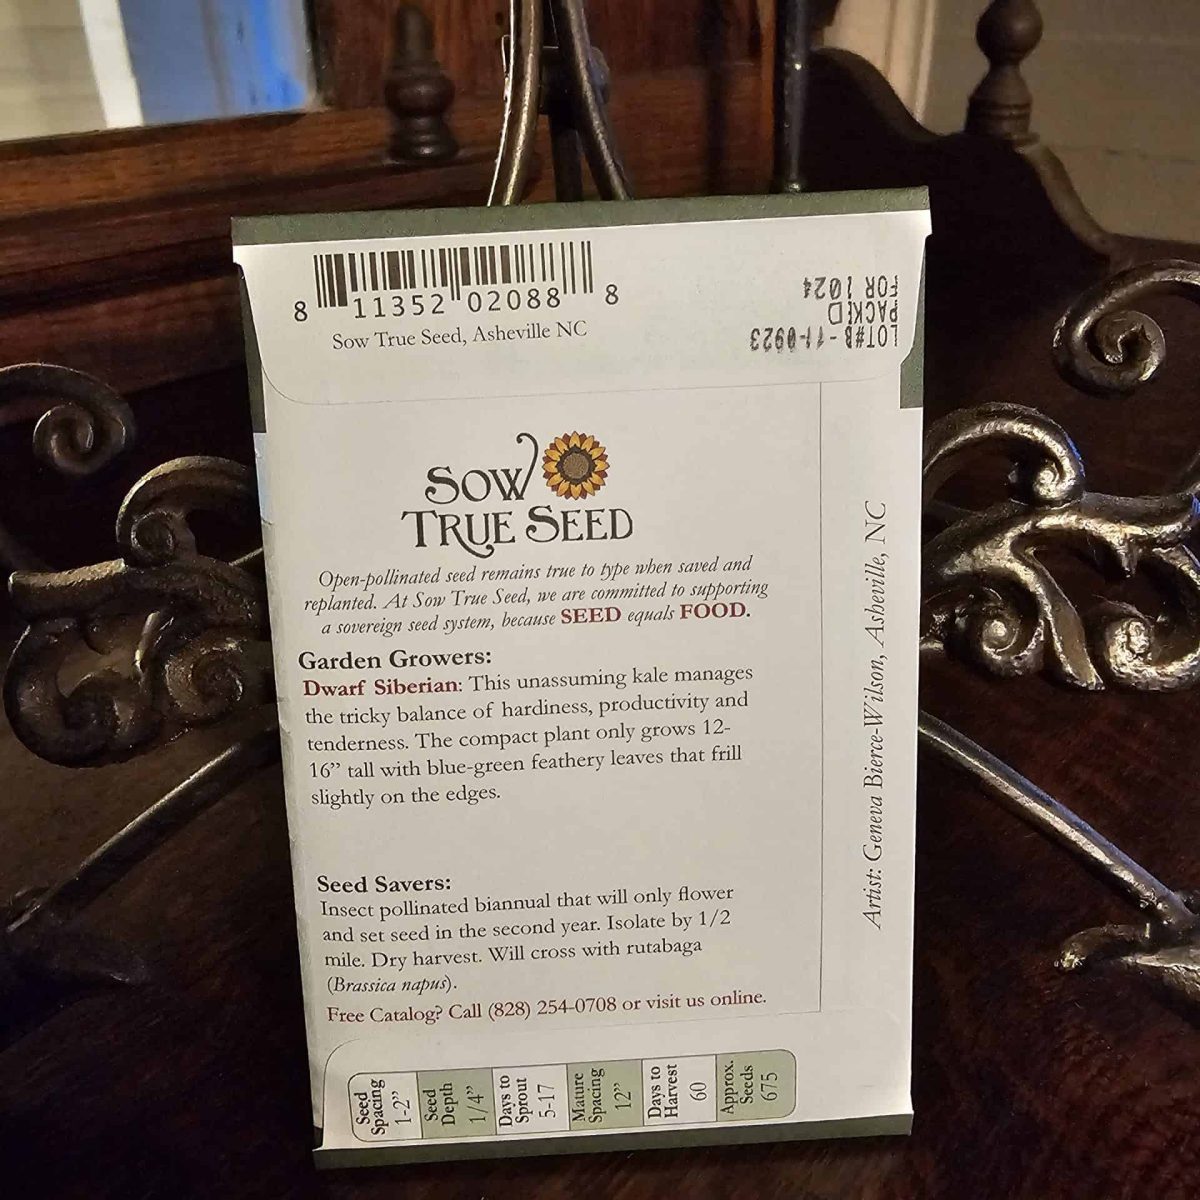 8 11352 02088 8
Sow True Seed, Asheville NC
LOT#B-11-0923
PACKED
FOR 1024
SOW
TRUE SEED
Open-pollinated seed remains true to type when saved and
replanted. At Sow True Seed, we are committed to supporting
a sovereign seed system, because SEED equals FOOD.
Garden Growers:
Dwarf Siberian: This unassuming kale manages
the tricky balance of hardiness, productivity and
tenderness. The compact plant only grows 12-
16” tall with blue-green feathery leaves that frill
slightly on the edges.
Seed Savers:
Insect pollinated biannual that will only flower
and set seed in the second year. Isolate by 1/2
mile. Dry harvest. Will cross with rutabaga
(Brassica napus).
Free Catalog? Call (828) 254-0708 or visit us online.
Artist: Geneva Bierce-Wilson, Asheville, NC
Seed
Spacing
1-2”
Seed
Depth
1/4”
Days to
Sprout
5-17
Mature
Spacing
12”
Days to
Harvest
60
Approx.
Seeds
675